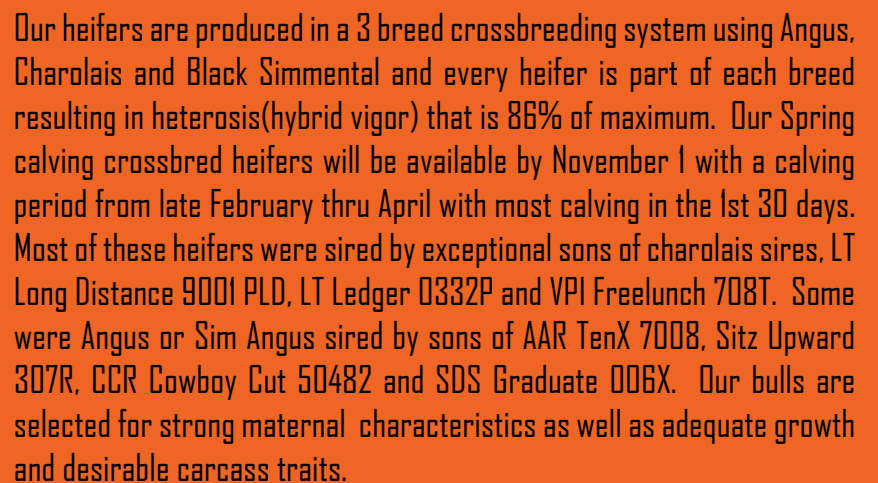 Our heifers are produced in a 3 breed crossbreeding system using Angus,
Charolais and Black Simmental and every heifer is part of each breed
resulting in heterosis(hybrid vigor) that is 86% of maximum. Our Spring
calving crossbred heifers will be available by November 1 with a calving
period from late February thru April with most calving in the 1st 30 days.
Most of these heifers were sired by exceptional sons of charolais sires, LT
Long Distance 9001 PLD, LT Ledger 0332P and VPI Freelunch 708T. Some
were Angus or Sim Angus sired by sons of AAR TenX 7008, Sitz Upward
307R, CCR Cowboy Cut 50482 and SDS Graduate 006X. Our bulls are
selected for strong maternal characteristics as well as adequate growth
and desirable carcass traits.